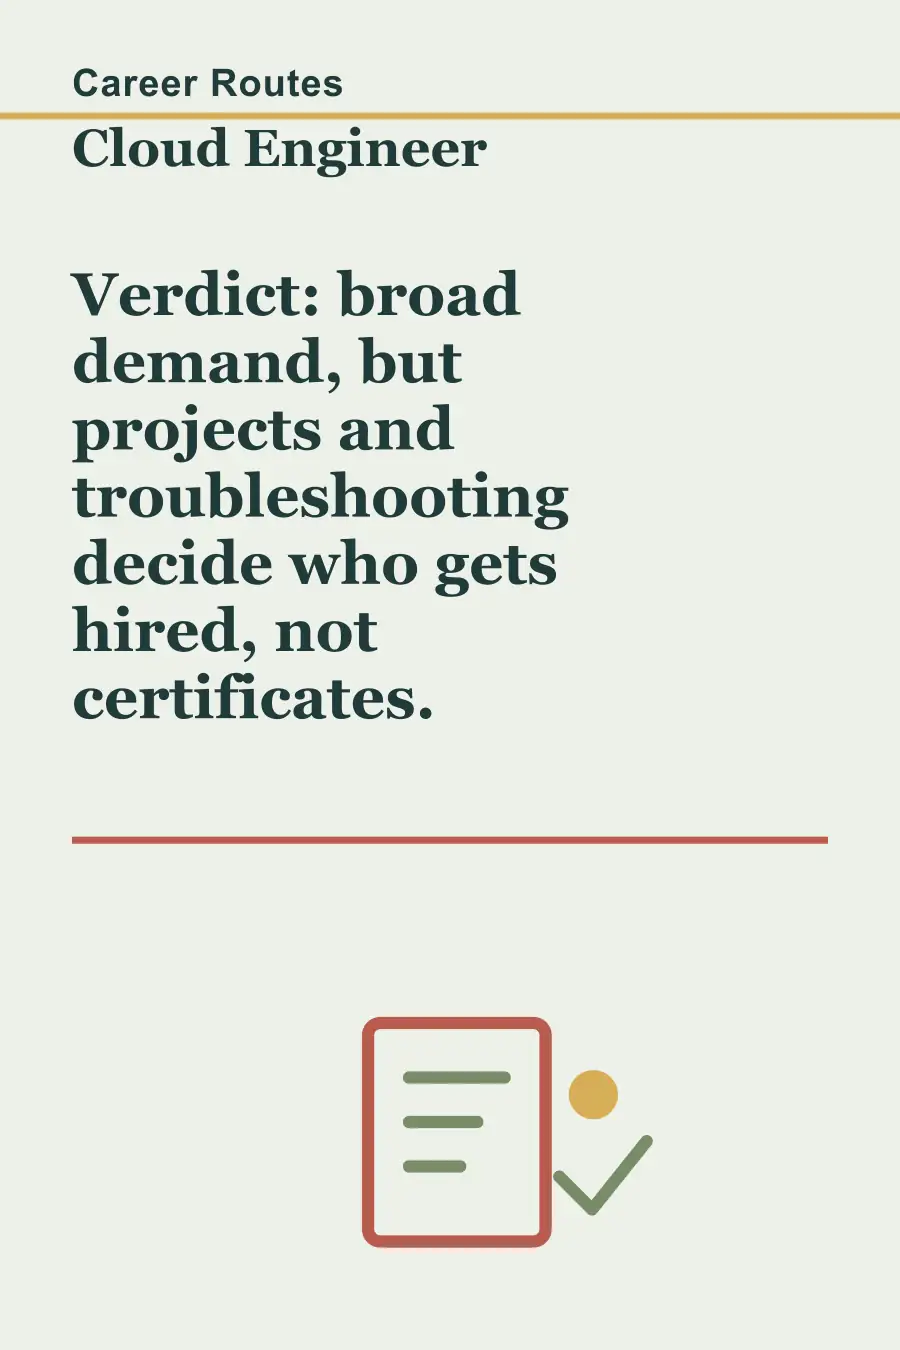 Career Routes
Cloud Engineer
Verdict: broad
demand, but
projects and
troubleshooting
decide who gets
hired, not
certificates.